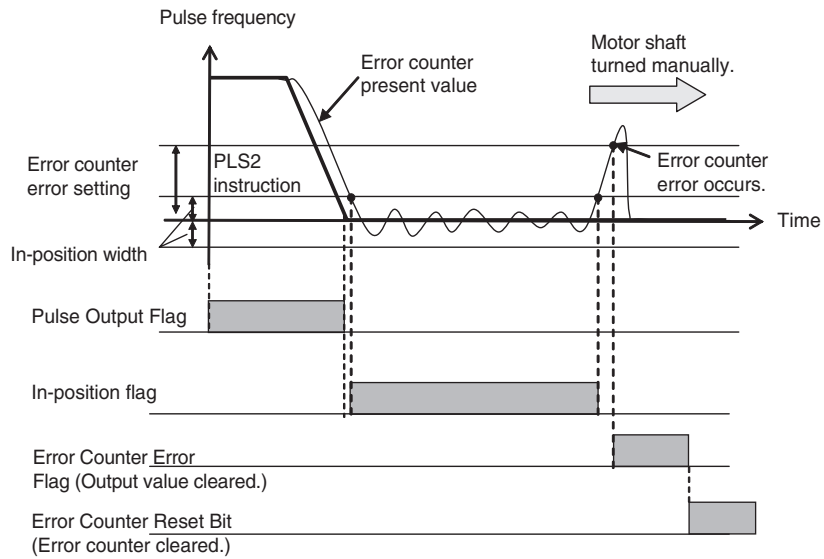 Pulse frequency
Motor shaft
turned manually.
Error counter
present value
Error counter
error setting
PLS2
instruction
Error counter
error occurs.
Time
In-position width
Pulse Output Flag
In-position flag
Error Counter Error
Flag (Output value cleared.)
Error Counter Reset Bit
(Error counter cleared.)